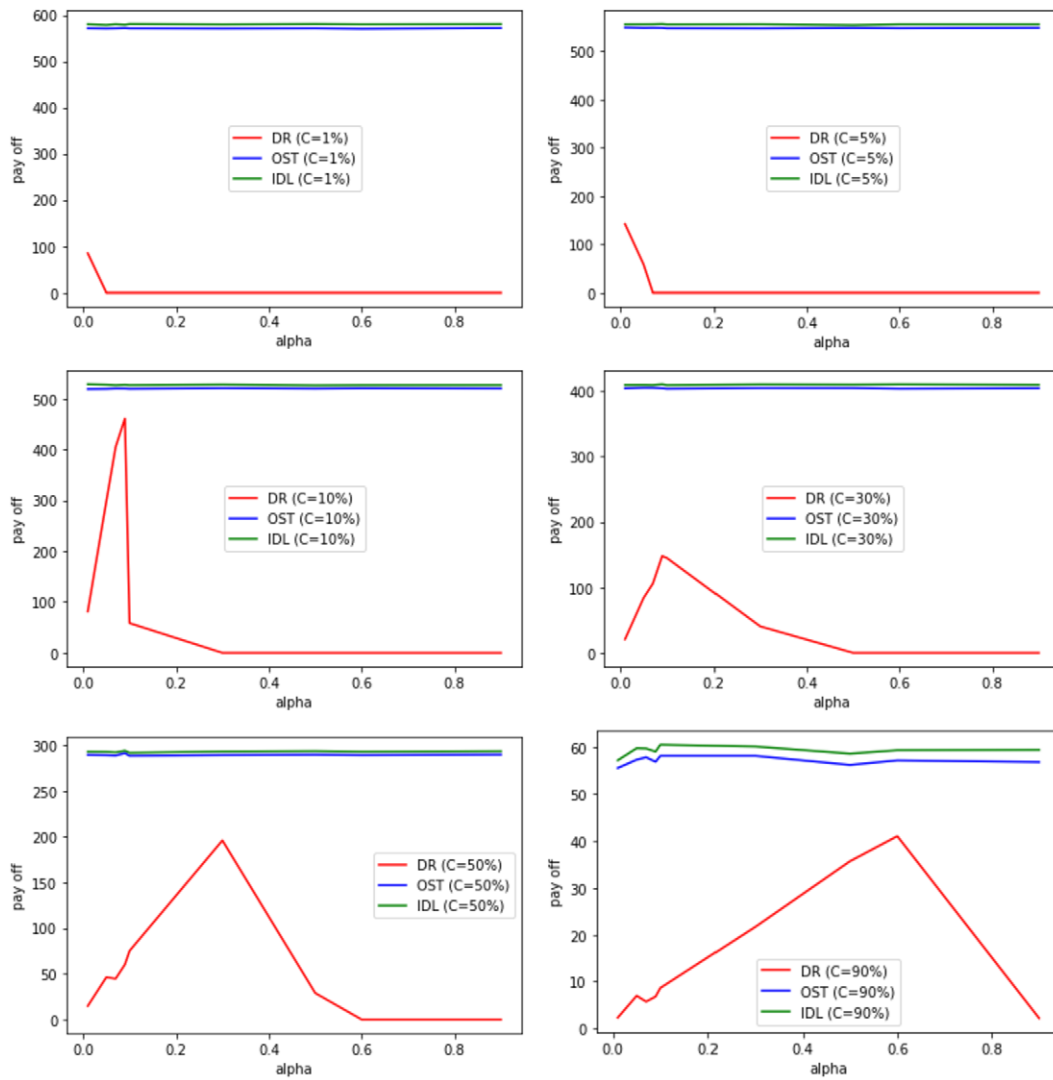 600
500
400
300
200
100
0
pay off
DR (C=1%)
OST (C=1%)
IDL (C=1%)
0.0 0.2 0.4 0.6 0.8
alpha
500
400
300
200
100
0
pay off
DR (C=5%)
OST (C=5%)
IDL (C=5%)
0.0 0.2 0.4 0.6 0.8
alpha
500
400
300
200
100
0
pay off
DR (C=10%)
OST (C=10%)
IDL (C=10%)
0.0 0.2 0.4 0.6 0.8
alpha
400
300
200
100
0
pay off
DR (C=30%)
OST (C=30%)
IDL (C=30%)
0.0 0.2 0.4 0.6 0.8
alpha
300
250
200
150
100
50
0
pay off
DR (C=50%)
OST (C=50%)
IDL (C=50%)
0.0 0.2 0.4 0.6 0.8
alpha
60
50
40
30
20
10
0
pay off
DR (C=90%)
OST (C=90%)
IDL (C=90%)
0.0 0.2 0.4 0.6 0.8
alpha